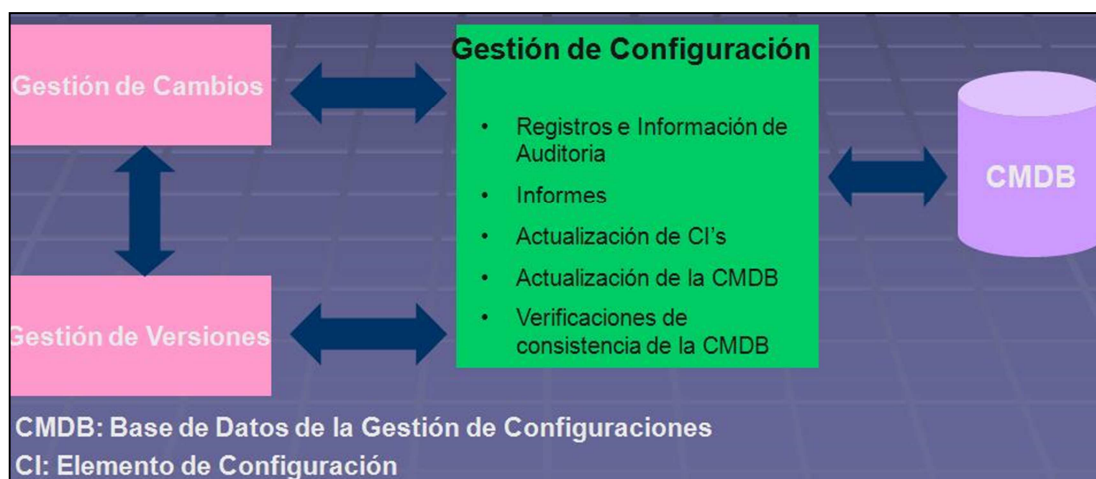 Gestión de Cambios
Gestión de Configuración
• Registros e Información de
Auditoria
• Informes
• Actualización de CI's
• Actualización de la CMDB
• Verificaciones de
consistencia de la CMDB
CMDB
Gestión de Versiones
CMDB: Base de Datos de la Gestión de Configuraciones
CI: Elemento de Configuración